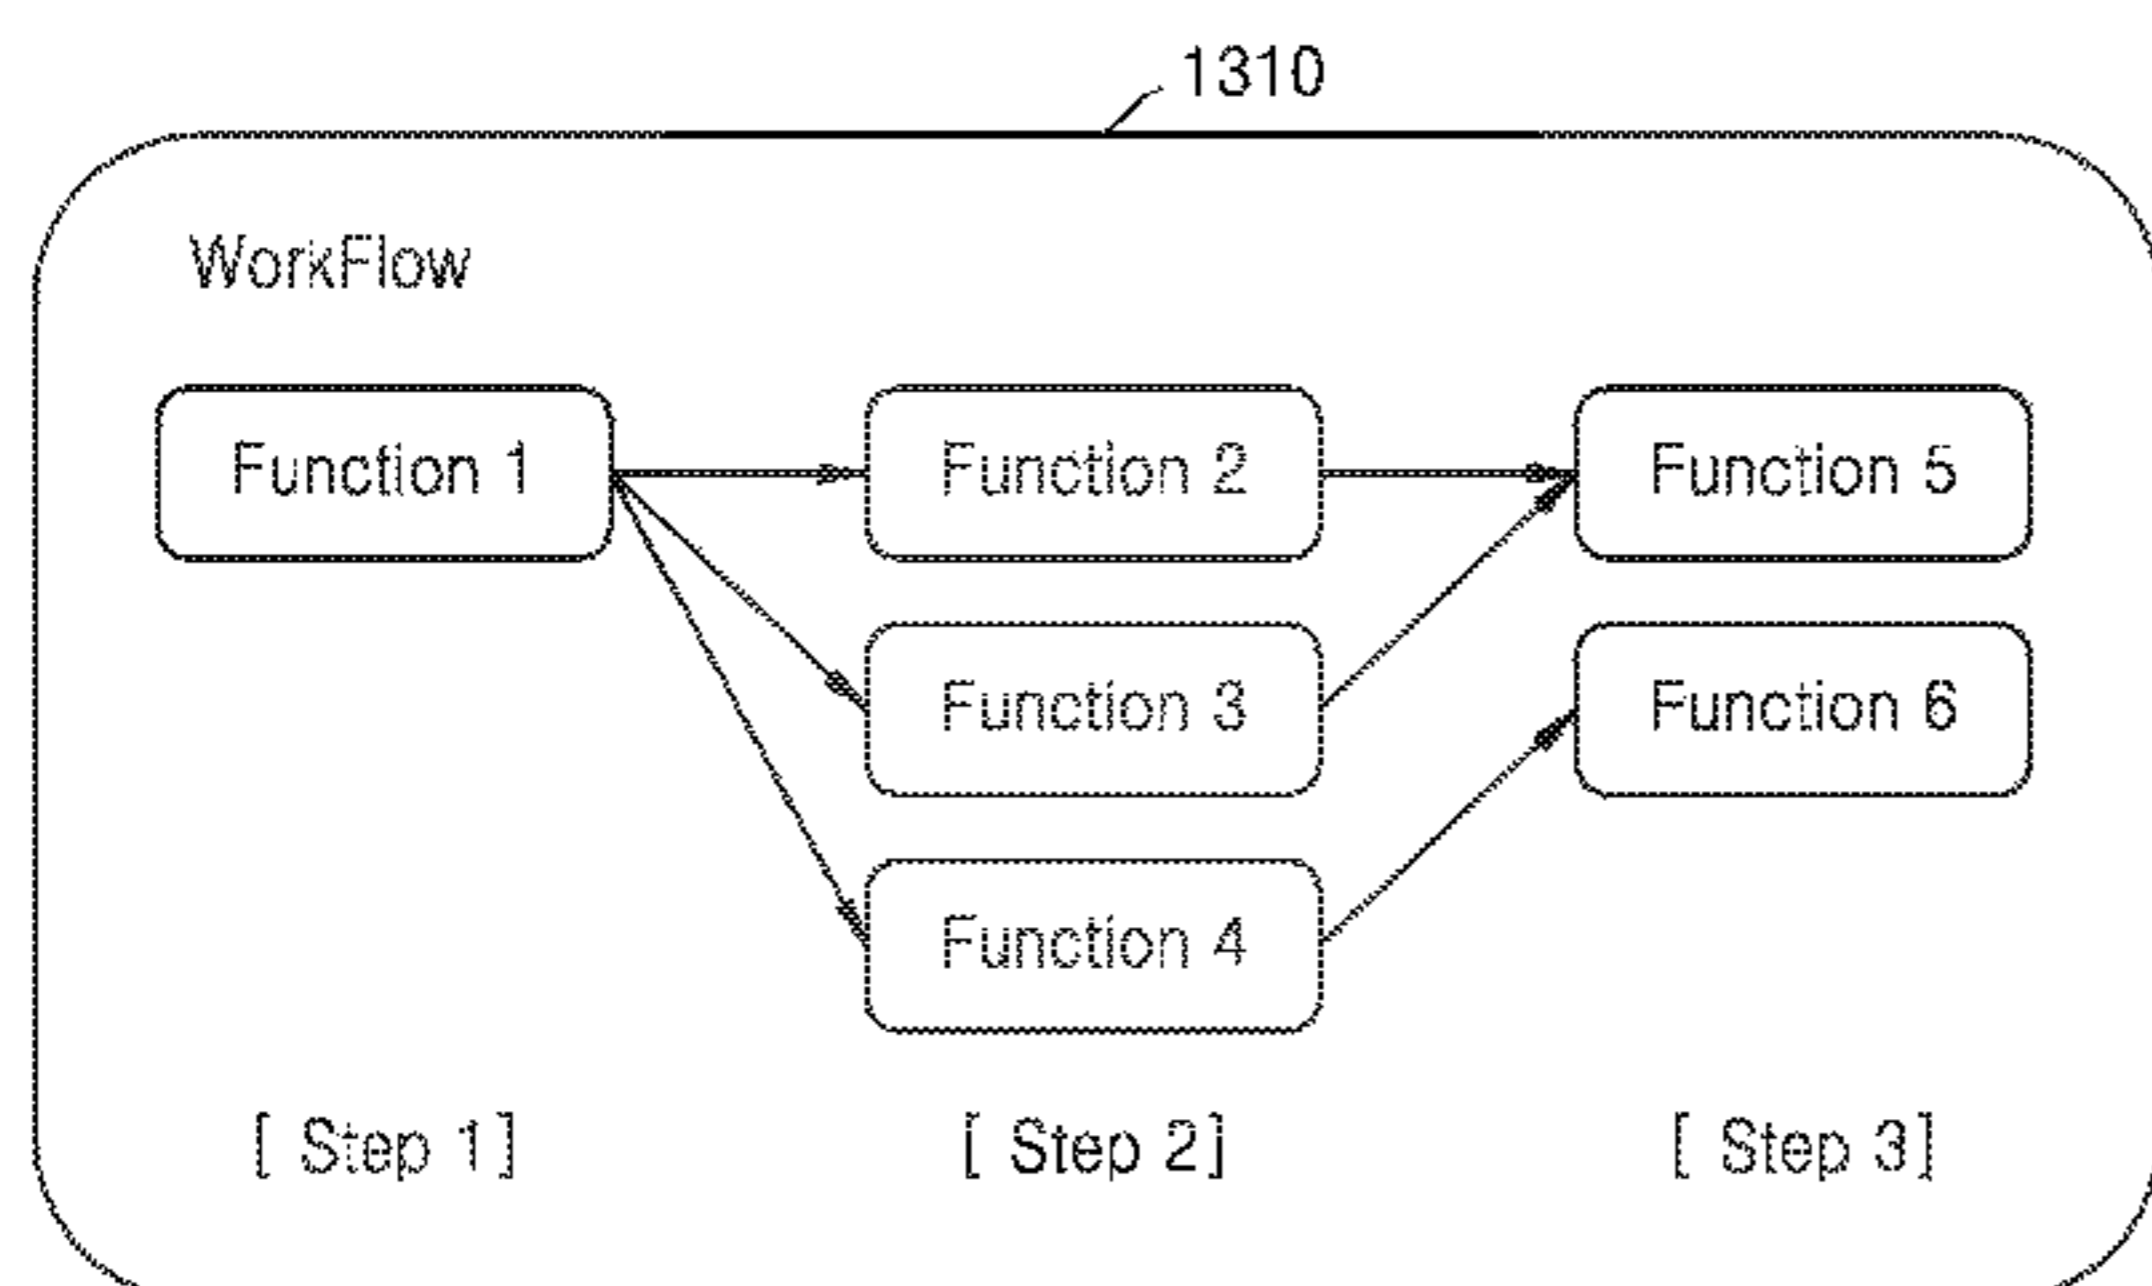 1310
WorkFlow
Function 1
Function 2
Function 5
Function 3
Function 6
Function 4
[ Step 1]
[ Step 2]
[ Step 3]